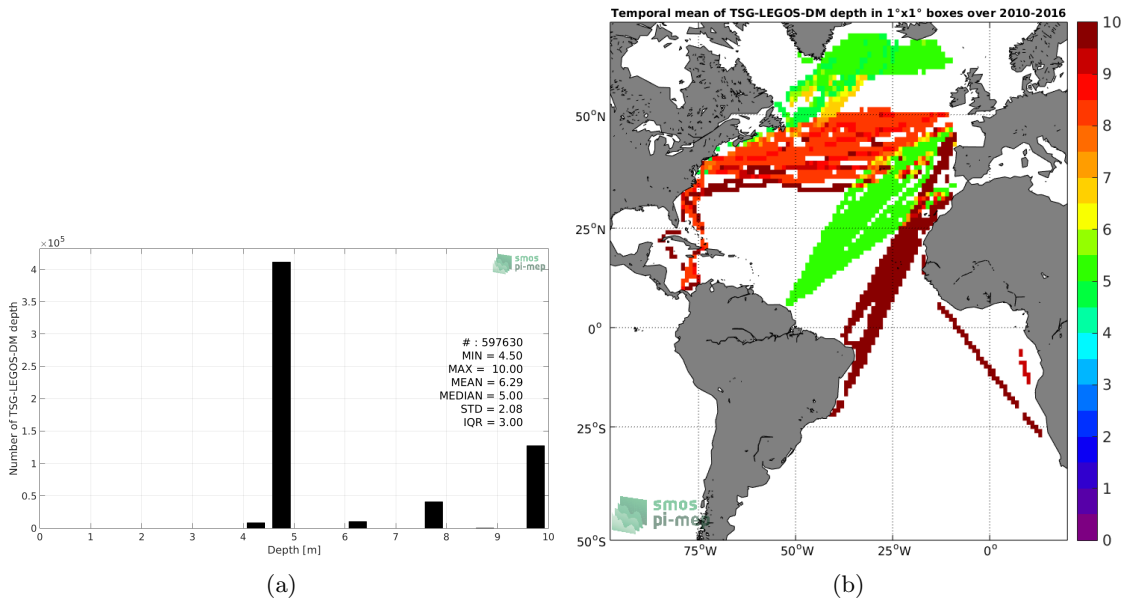 ×10⁵
4
3.5
3
2.5
2
1.5
1
0.5
0
Number of TSG-LEGOS-DM depth
smos
pi-mep
# : 597630
MIN = 4.50
MAX = 10.00
MEAN = 6.29
MEDIAN = 5.00
STD = 2.08
IQR = 3.00
0 1 2 3 4 5 6 7 8 9 10
Depth [m]
(a)
Temporal mean of TSG-LEGOS-DM depth in 1°x1° boxes over 2010-2016
50°N
25°N
0°
25°S
50°S
75°W 50°W 25°W 0°
smos
pi-mep
10
9
8
7
6
5
4
3
2
1
0
(b)